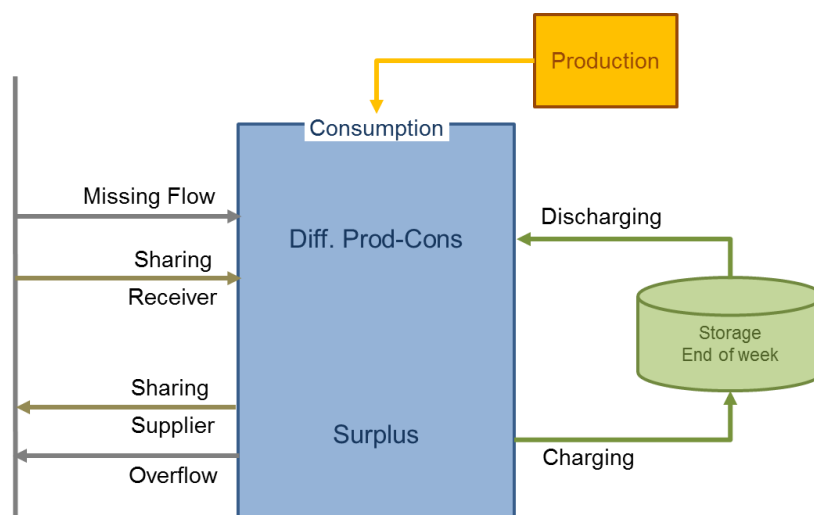 Production
Consumption
Missing Flow
Diff. Prod-Cons
Discharging
Sharing
Receiver
Storage
End of week
Sharing
Supplier
Surplus
Charging
Overflow